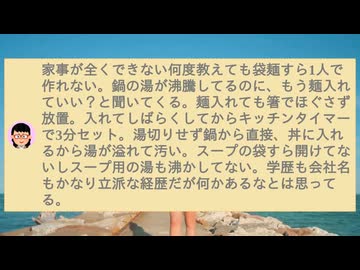 家事が全くできない何度教えても袋麺すら1人で
作れない。鍋の湯が沸騰してるのに、もう麺入れ
ていい？と聞いてくる。麺入れても箸でほぐさず
放置。入れてしばらくしてからキッチンタイマー
で3分セット。湯切りせず鍋から直接、丼に入れ
るから湯が溢れて汚い。スープの袋すら開けてな
いしスープ用の湯も沸かしてない。学歴も会社名
もかなり立派な経歴だが何かあるなとは思って
る。